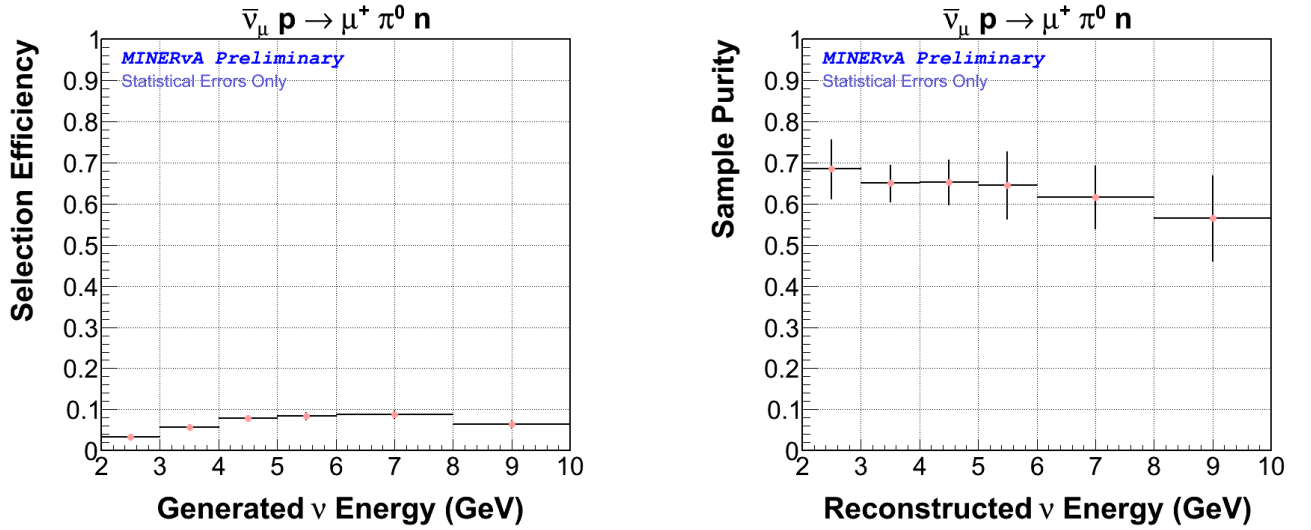 ν̅μ p → μ+ π0 n
MINERvA Preliminary
Statistical Errors Only
Selection Efficiency
1
0.9
0.8
0.7
0.6
0.5
0.4
0.3
0.2
0.1
0
2 3 4 5 6 7 8 9 10
Generated ν Energy (GeV)
ν̅μ p → μ+ π0 n
MINERvA Preliminary
Statistical Errors Only
Sample Purity
1
0.9
0.8
0.7
0.6
0.5
0.4
0.3
0.2
0.1
0
2 3 4 5 6 7 8 9 10
Reconstructed ν Energy (GeV)